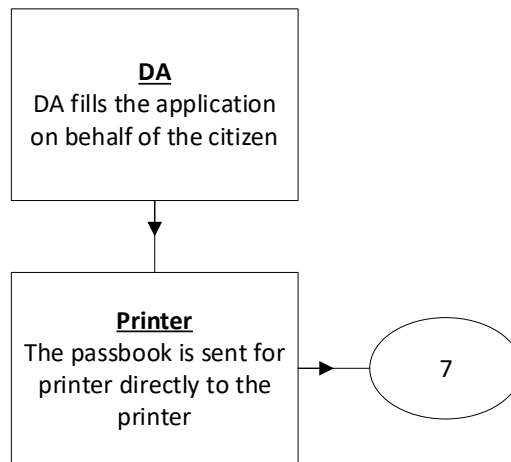 DA
DA fills the application
on behalf of the citizen
Printer
The passbook is sent for
printer directly to the
printer
7